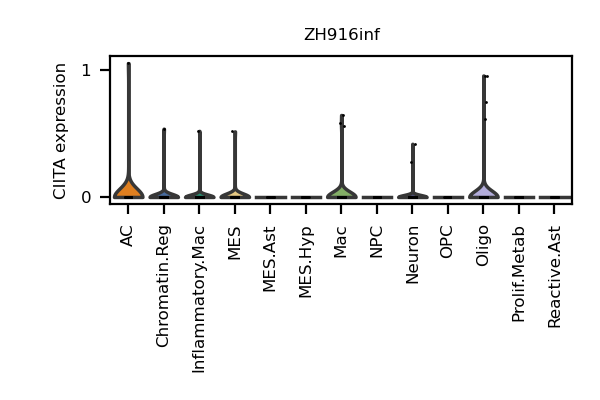 ZH916inf
CIITA expression
1
0
AC
Chromatin.Reg
Inflammatory.Mac
MES
MES.Ast
MES.Hyp
Mac
NPC
Neuron
OPC
Oligo
Prolif.Metab
Reactive.Ast